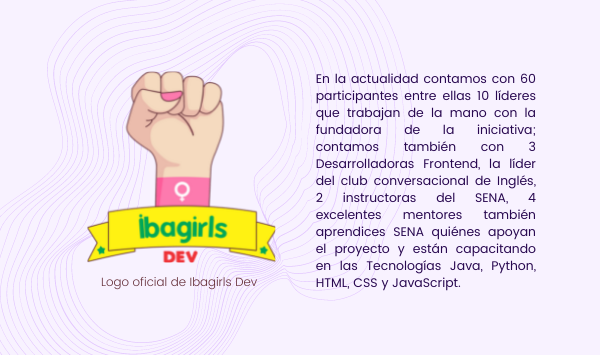 ibagirls
DEV
Logo oficial de Ibagirls Dev
En la actualidad contamos con 60
participantes entre ellas 10 líderes
que trabajan de la mano con la
fundadora de la iniciativa;
contamos también con 3
Desarrolladoras Frontend, la líder
del club conversacional de Inglés,
2 instructoras del SENA, 4
excelentes mentores también
aprendices SENA quiénes apoyan
el proyecto y están capacitando
en las Tecnologías Java, Python,
HTML, CSS y JavaScript.